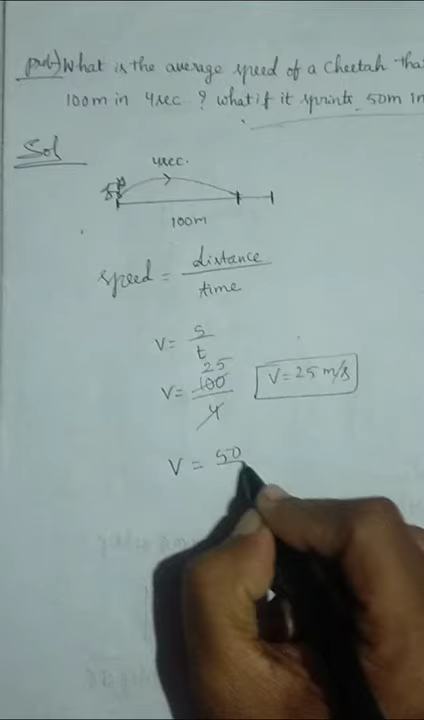 prob) What is the average speed of a Cheetah tha
100m in 4sec ? what if it sprints 50m in
Sol
4sec.
100m
speed = distance / time
V = s / t
25
V = 100 / 4 V = 25 m/s
V = 50